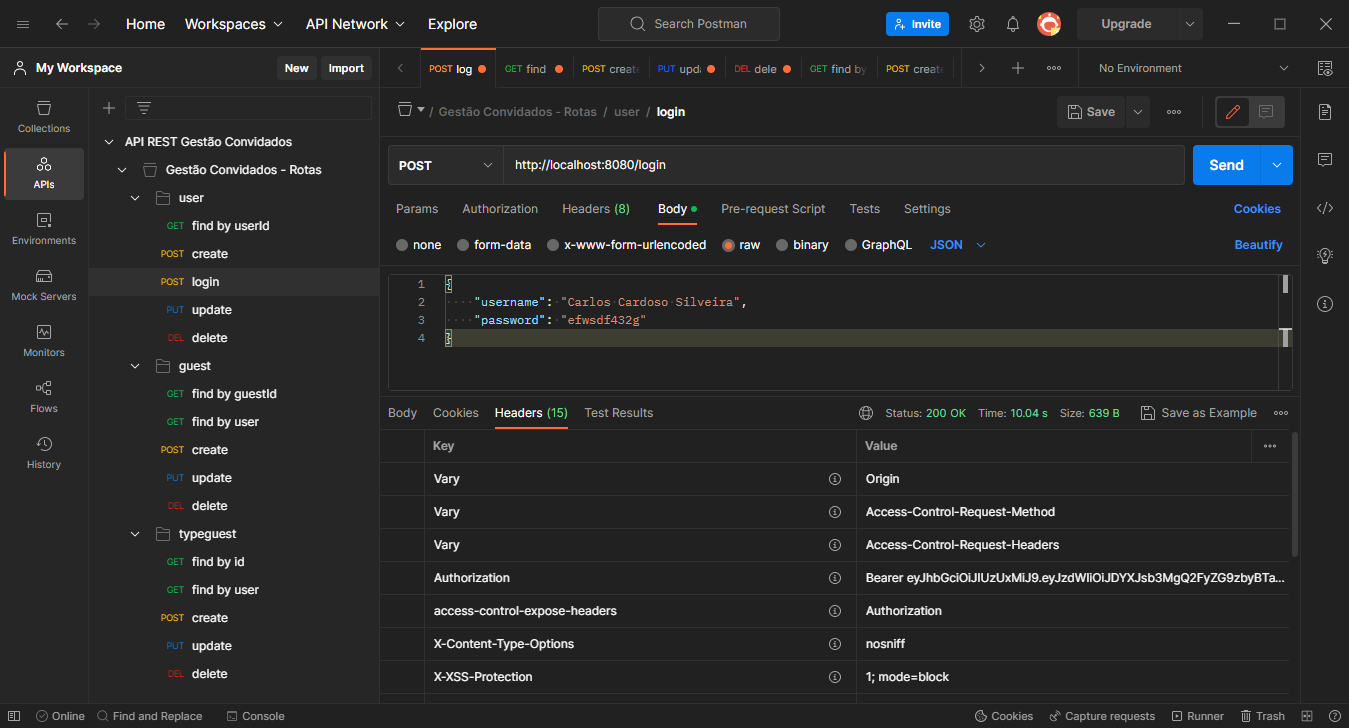 Home Workspaces API Network Explore Search Postman Invite Upgrade
My Workspace New Import POST log GET find POST create PUT upd DEL dele GET find by POST create No Environment
Gestão Convidados - Rotas / user / login Save
Collections
APIs
Environments
Mock Servers
Monitors
Flows
History
API REST Gestão Convidados
Gestão Convidados - Rotas
user
GET find by userId
POST create
POST login
PUT update
DEL delete
guest
GET find by guestId
GET find by user
POST create
PUT update
DEL delete
typeguest
GET find by id
GET find by user
POST create
PUT update
DEL delete
POST http://localhost:8080/login Send
Params Authorization Headers (8) Body Pre-request Script Tests Settings Cookies
none form-data x-www-form-urlencoded raw binary GraphQL JSON Beautify
1 {
2 "username": "Carlos Cardoso Silveira",
3 "password": "efwsdf432g"
4 }
Body Cookies Headers (15) Test Results Status: 200 OK Time: 10.04 s Size: 639 B Save as Example
Key Value
Vary Origin
Vary Access-Control-Request-Method
Vary Access-Control-Request-Headers
Authorization Bearer eyJhbGciOiJIUzUxMiJ9.eyJzdWIiOiJDYXJsb3MgQ2FyZG9zbyBTa...
access-control-expose-headers Authorization
X-Content-Type-Options nosniff
X-XSS-Protection 1; mode=block
Online Find and Replace Console Cookies Capture requests Runner Trash